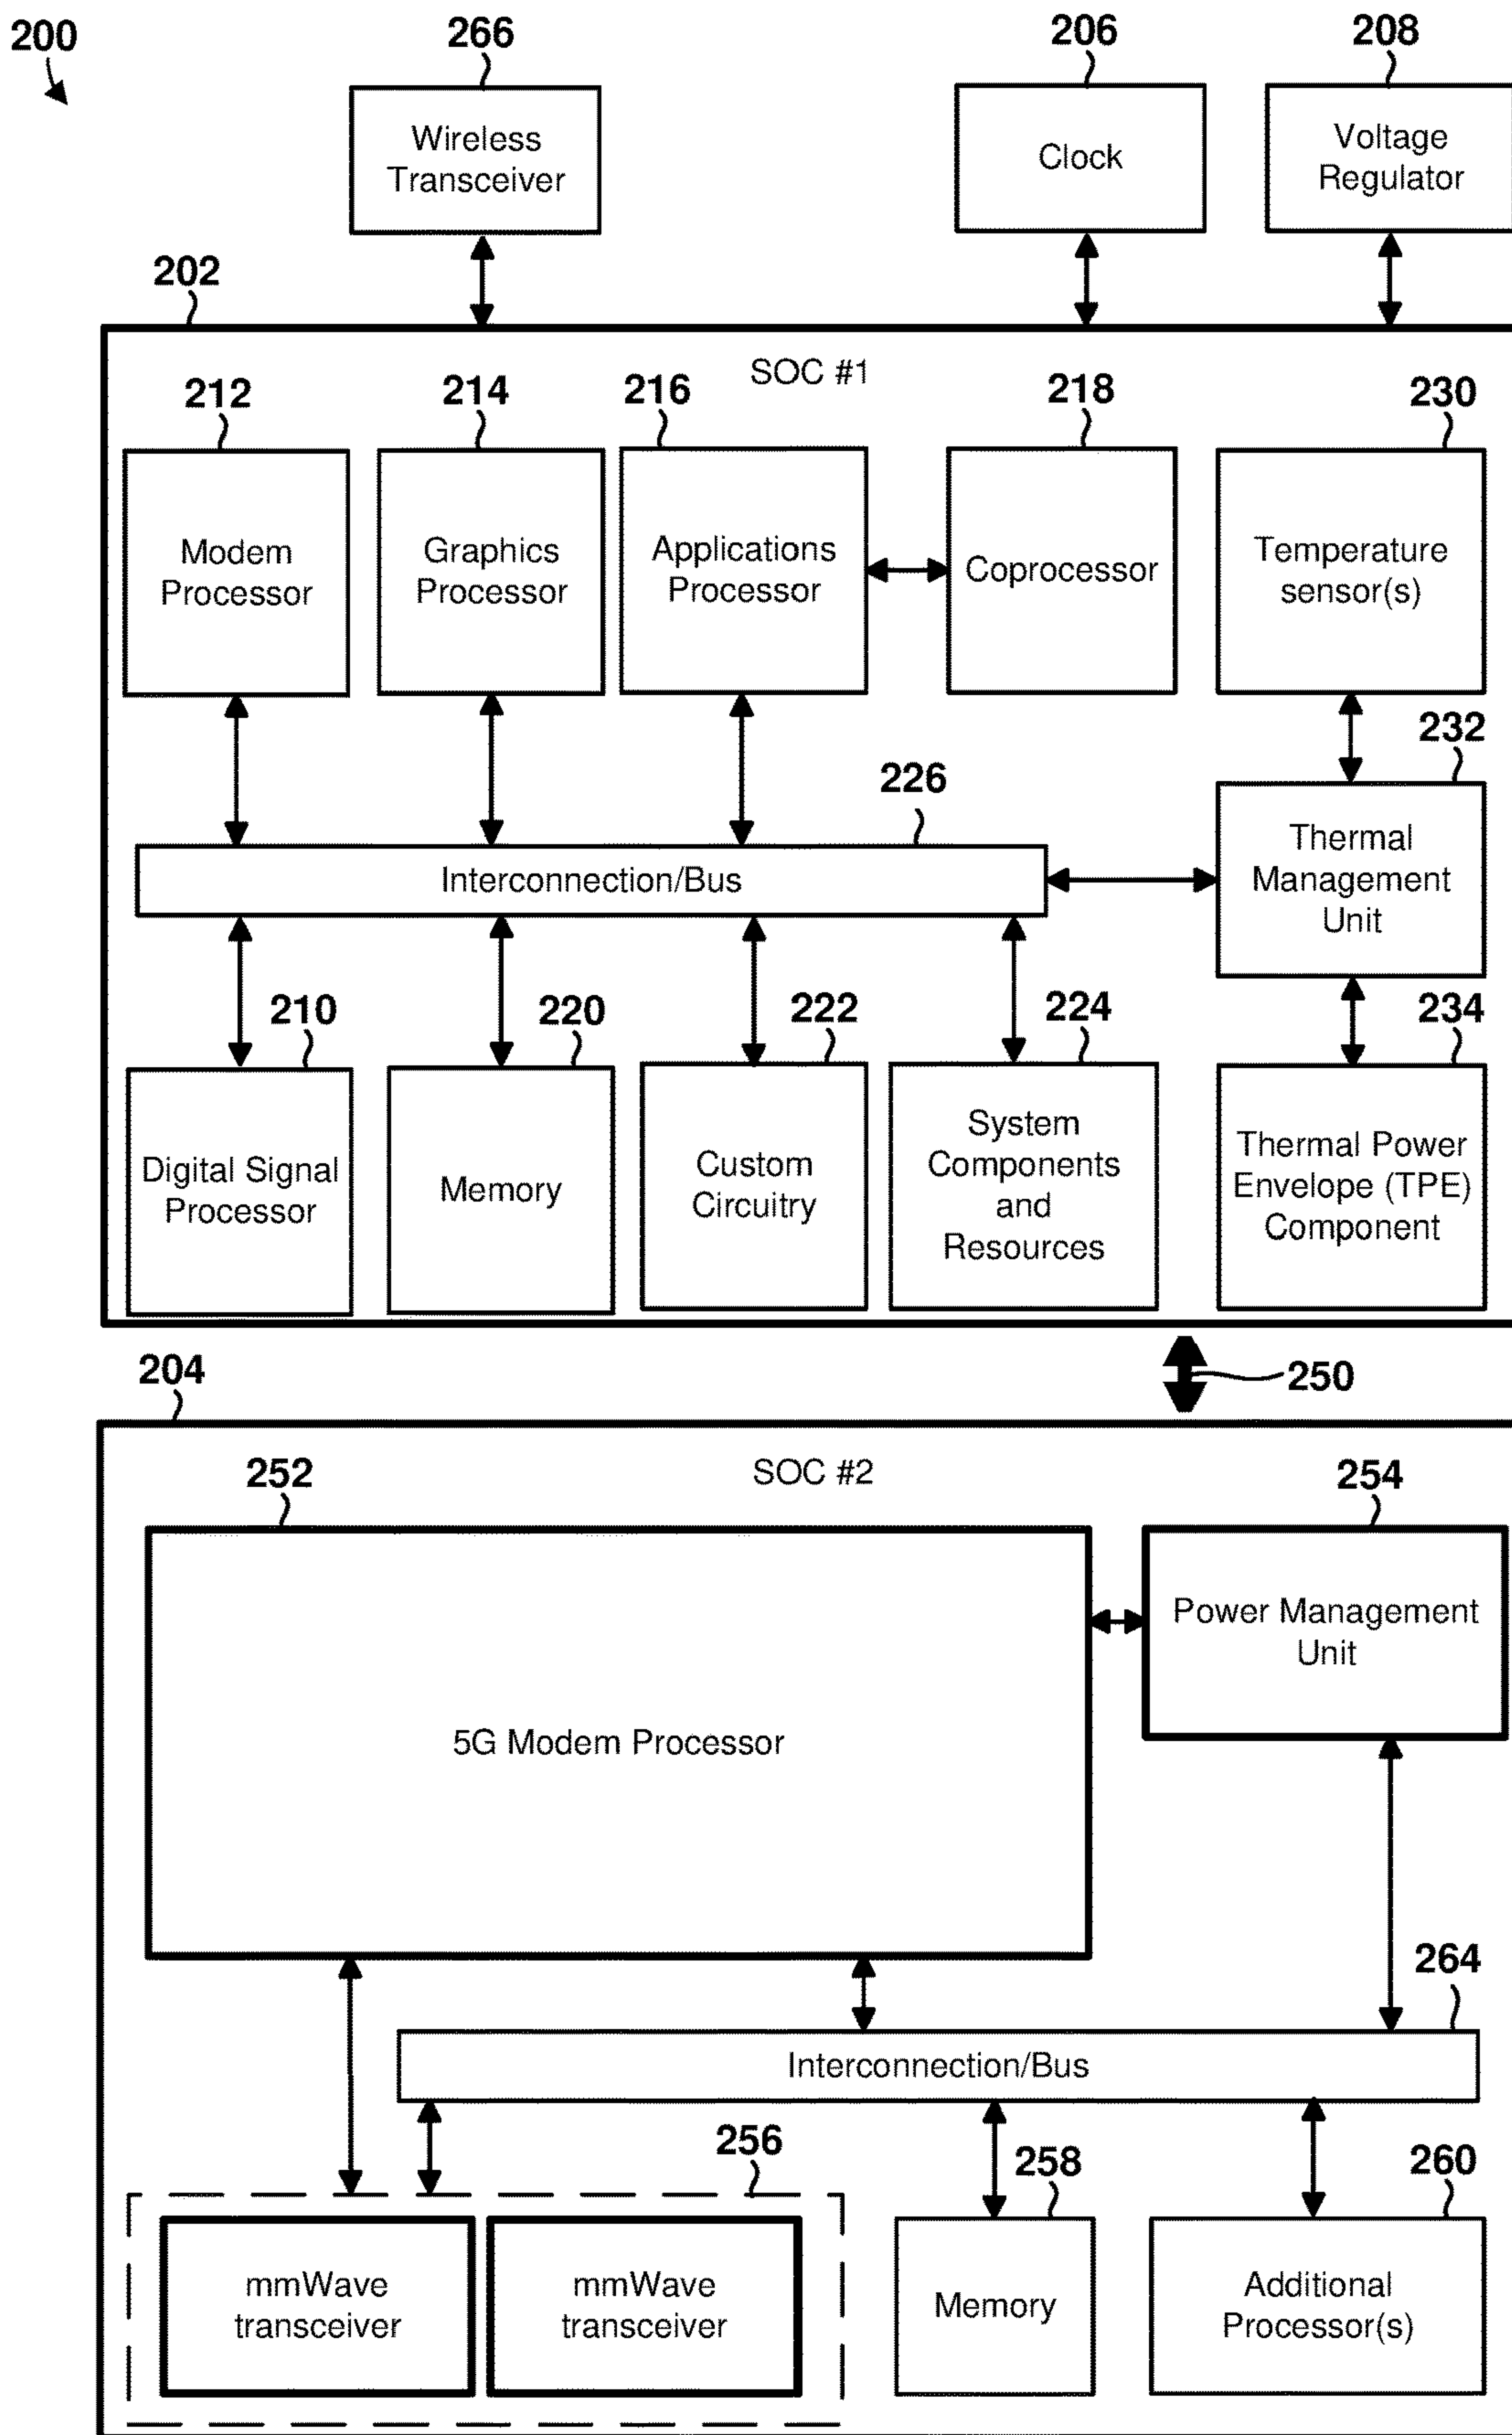 200
266
206
208
Wireless
Transceiver
Clock
Voltage
Regulator
202
SOC #1
212
214
216
218
230
Modem
Processor
Graphics
Processor
Applications
Processor
Coprocessor
Temperature
sensor(s)
232
226
Interconnection/Bus
Thermal
Management
Unit
210
220
222
224
234
Digital Signal
Processor
Memory
Custom
Circuitry
System
Components
and
Resources
Thermal Power
Envelope (TPE)
Component
250
204
SOC #2
252
254
5G Modem Processor
Power Management
Unit
264
Interconnection/Bus
256
258
260
mmWave
transceiver
mmWave
transceiver
Memory
Additional
Processor(s)